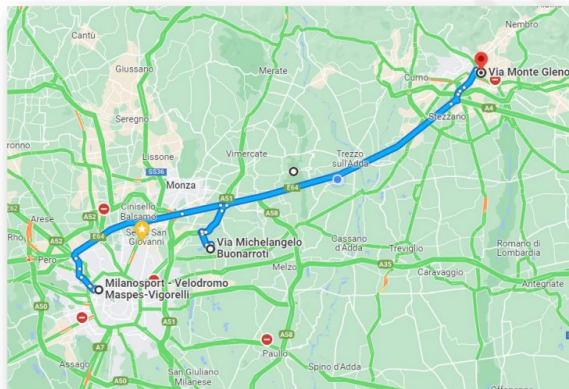 Cantù
Nembro
Merate
Giussano
Curno
Via Monte Gleno
A4
Seregno
Stezzano
Lissone
Vimercate
Trezzo
sull'Adda
SS36
Monza
A51
E64
A52
Cinisello
Balsamo
A58
Arese
Rho
Pero
E64
San
Giovanni
A52
Via Michelangelo
Buonarroti
Cassano
d'Adda
Treviglio
Romano di
Lombardia
Melzo
A35
Caravaggio
Antegnate
Milanosport - Velodromo
Maspes-Vigorelli
A50
A51
A58
A7
Paullo
Assago
San Giuliano
Milanese
Spino d'Adda
A50